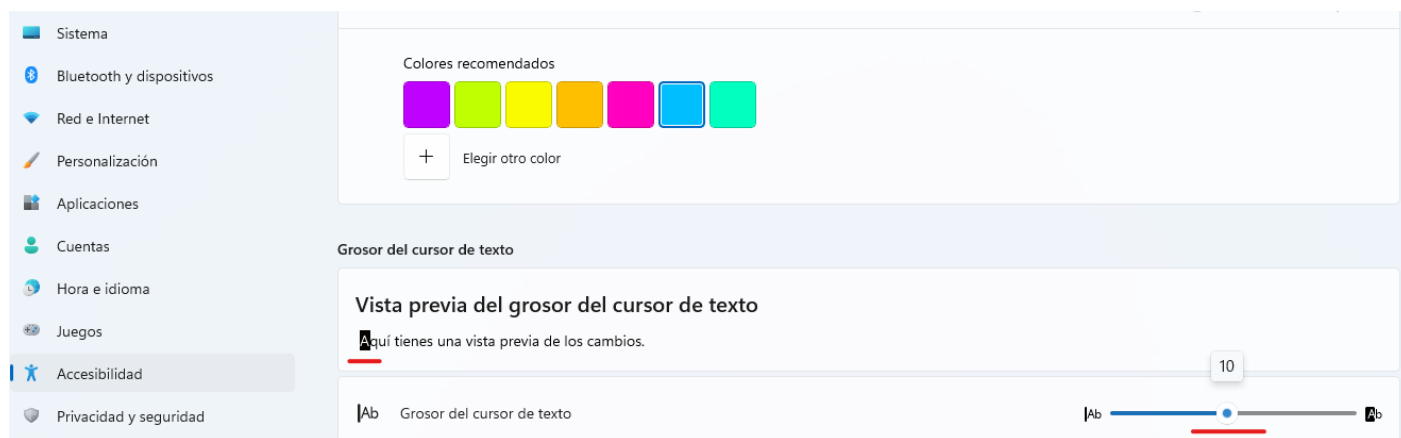 Sistema
Bluetooth y dispositivos
Red e Internet
Personalización
Aplicaciones
Cuentas
Hora e idioma
Juegos
Accesibilidad
Privacidad y seguridad
Colores recomendados
Elegir otro color
Grosor del cursor de texto
Vista previa del grosor del cursor de texto
Aquí tienes una vista previa de los cambios.
10
Ab Grosor del cursor de texto Ab Ab